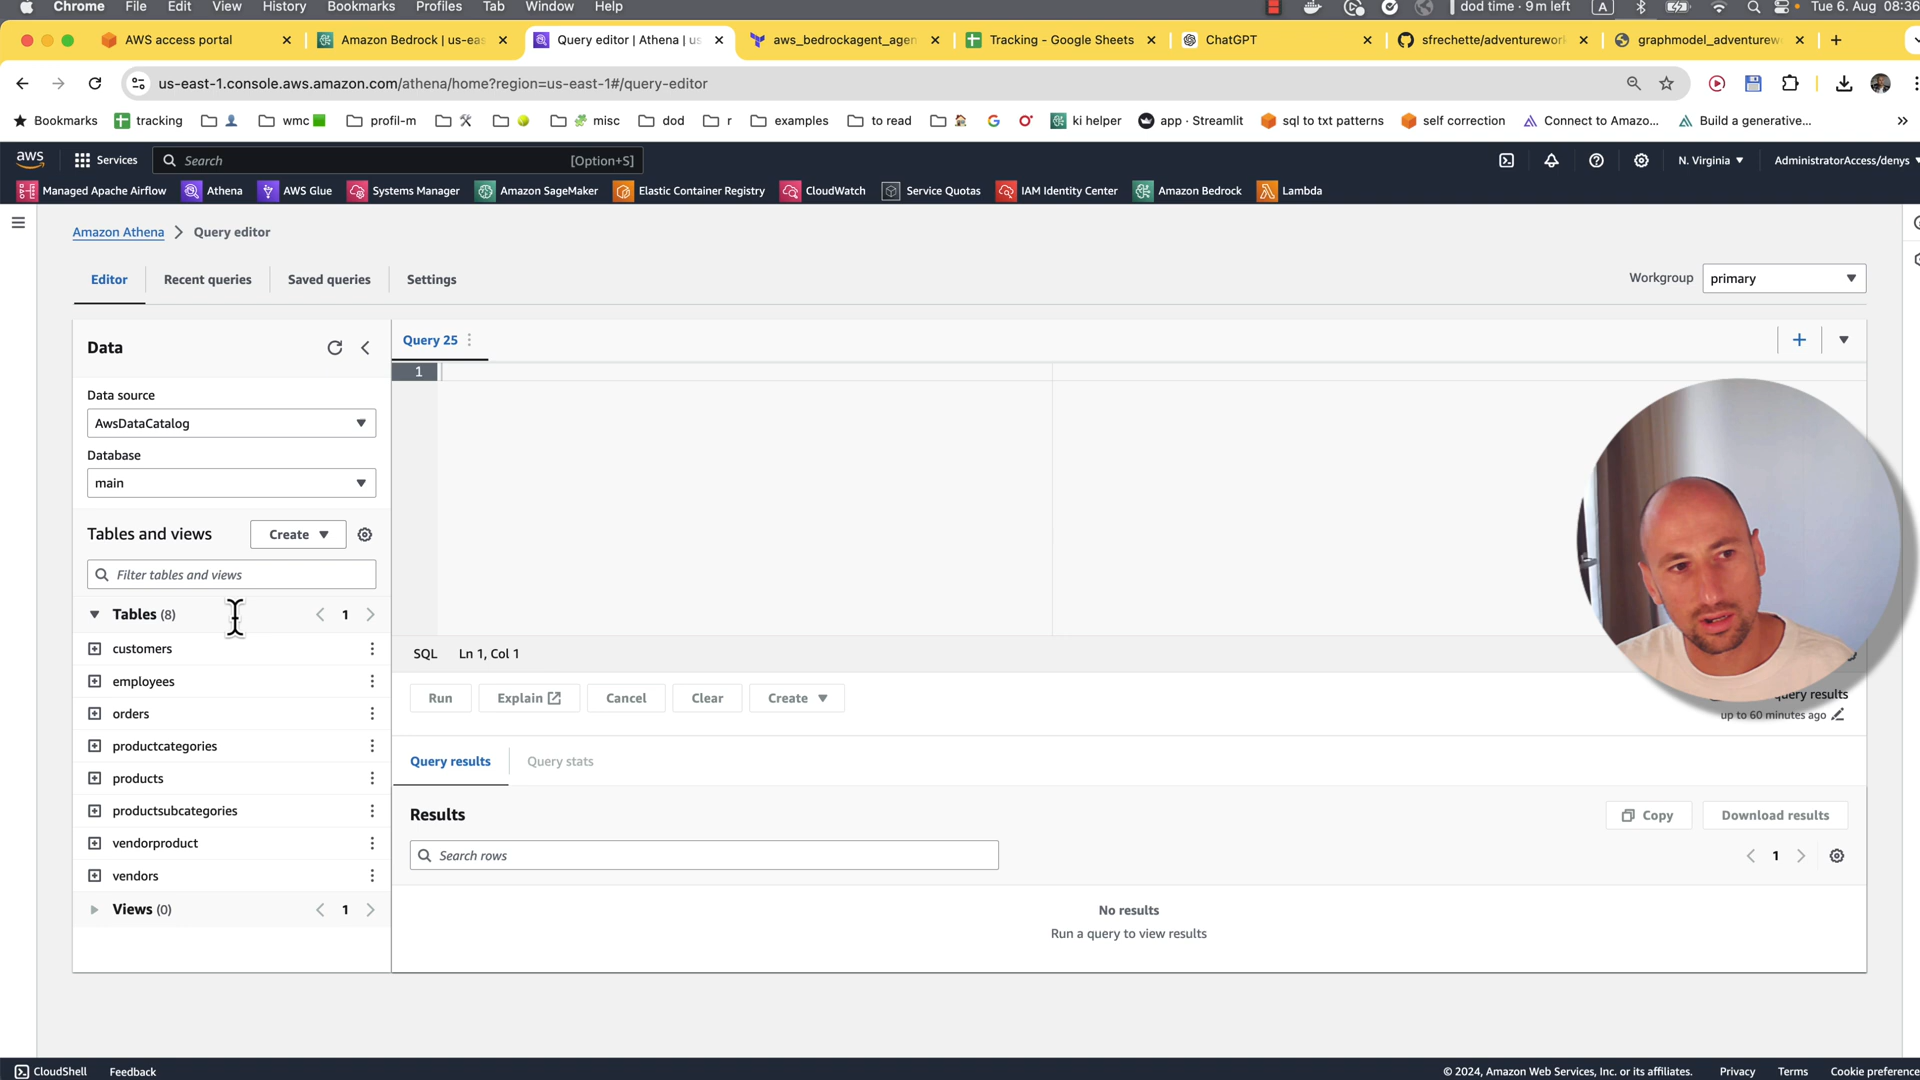 Chrome File Edit View History Bookmarks Profiles Tab Window Help dod time · 9 m left A Tue 6. Aug 08:36
AWS access portal Amazon Bedrock | us-eas Query editor | Athena | us aws_bedrockagent_agen Tracking - Google Sheets ChatGPT sfrechette/adventurewor graphmodel_adventurew
us-east-1.console.aws.amazon.com/athena/home?region=us-east-1#/query-editor
Bookmarks tracking wmc profil-m misc dod r examples to read ki helper app · Streamlit sql to txt patterns self correction Connect to Amazo... Build a generative...
aws Services Search [Option+S] N. Virginia AdministratorAccess/denys
Managed Apache Airflow Athena AWS Glue Systems Manager Amazon SageMaker Elastic Container Registry CloudWatch Service Quotas IAM Identity Center Amazon Bedrock Lambda
Amazon Athena > Query editor
Editor Recent queries Saved queries Settings Workgroup primary
Data Query 25
1
Data source
AwsDataCatalog
Database
main
Tables and views Create
Filter tables and views
Tables (8) 1
customers
employees
orders
productcategories
products
productsubcategories
vendorproduct
vendors
Views (0) 1
SQL Ln 1, Col 1
Run Explain Cancel Clear Create
query results
up to 60 minutes ago
Query results Query stats
Results Copy Download results
Search rows 1
No results
Run a query to view results
CloudShell Feedback © 2024, Amazon Web Services, Inc. or its affiliates. Privacy Terms Cookie preference